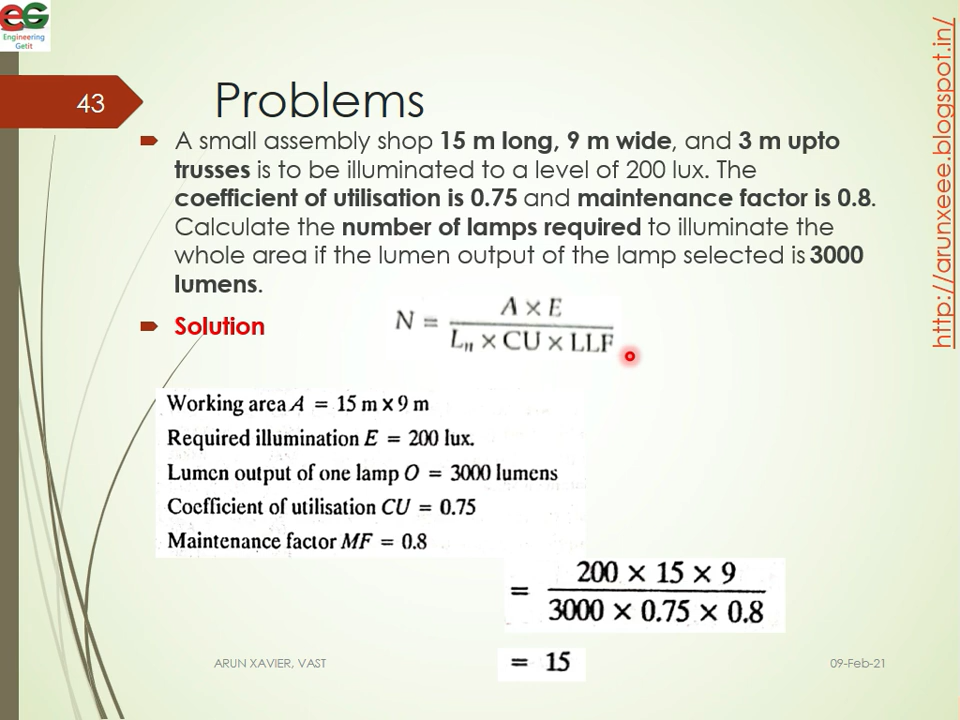 EG
Engineering
Getit
43
Problems
A small assembly shop 15 m long, 9 m wide, and 3 m upto
trusses is to be illuminated to a level of 200 lux. The
coefficient of utilisation is 0.75 and maintenance factor is 0.8.
Calculate the number of lamps required to illuminate the
whole area if the lumen output of the lamp selected is 3000
lumens.
Solution
N = A × E / L_n × CU × LLF
Working area A = 15 m × 9 m
Required illumination E = 200 lux.
Lumen output of one lamp O = 3000 lumens
Coefficient of utilisation CU = 0.75
Maintenance factor MF = 0.8
= 200 × 15 × 9 / 3000 × 0.75 × 0.8
= 15
ARUN XAVIER, VAST
09-Feb-21
http://arunxeee.blogspot.in/